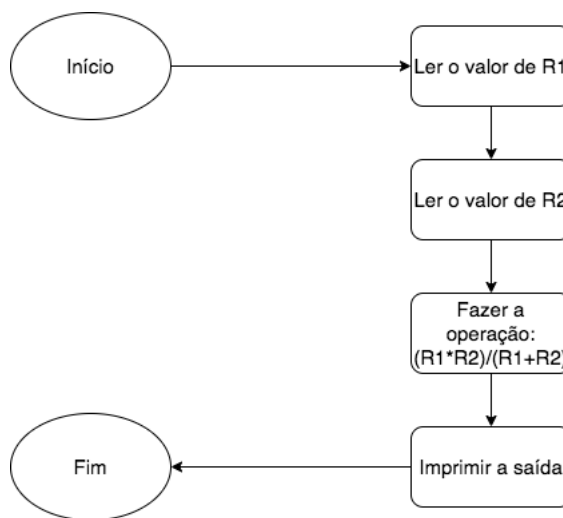 Início
Ler o valor de R1
Ler o valor de R2
Fazer a
operação:
(R1*R2)/(R1+R2)
Imprimir a saída
Fim